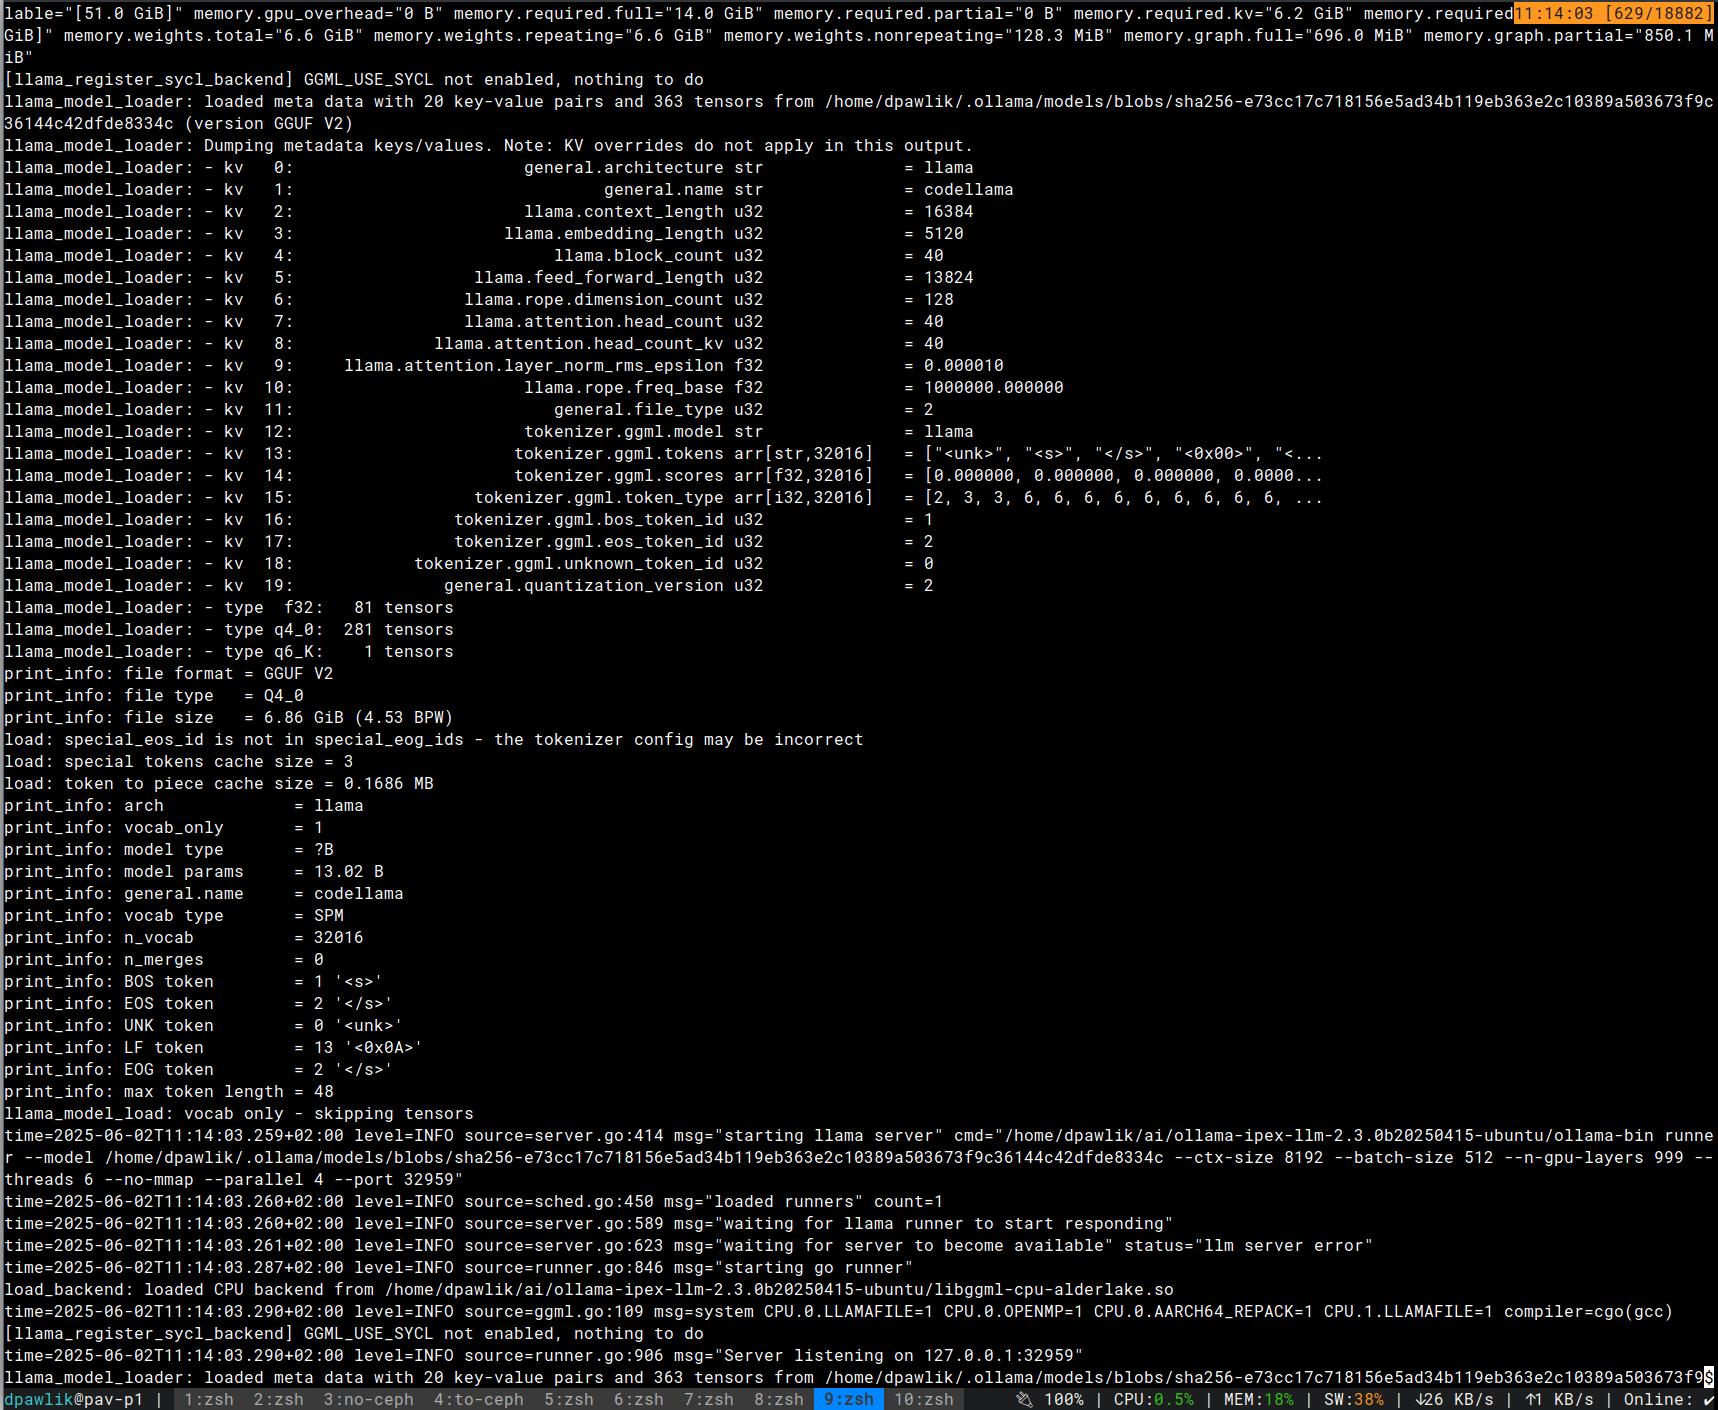 lable="[51.0 GiB]" memory.gpu_overhead="0 B" memory.required.full="14.0 GiB" memory.required.partial="0 B" memory.required.kv="6.2 GiB" memory.required11:14:03 [629/18882]
GiB]" memory.weights.total="6.6 GiB" memory.weights.repeating="6.6 GiB" memory.weights.nonrepeating="128.3 MiB" memory.graph.full="696.0 MiB" memory.graph.partial="850.1 M
iB"
[llama_register_sycl_backend] GGML_USE_SYCL not enabled, nothing to do
llama_model_loader: loaded meta data with 20 key-value pairs and 363 tensors from /home/dpawlik/.ollama/models/blobs/sha256-e73cc17c718156e5ad34b119eb363e2c10389a503673f9c
36144c42dfde8334c (version GGUF V2)
llama_model_loader: Dumping metadata keys/values. Note: KV overrides do not apply in this output.
llama_model_loader: - kv   0:                       general.architecture str              = llama
llama_model_loader: - kv   1:                               general.name str              = codellama
llama_model_loader: - kv   2:                       llama.context_length u32              = 16384
llama_model_loader: - kv   3:                     llama.embedding_length u32              = 5120
llama_model_loader: - kv   4:                          llama.block_count u32              = 40
llama_model_loader: - kv   5:                  llama.feed_forward_length u32              = 13824
llama_model_loader: - kv   6:                 llama.rope.dimension_count u32              = 128
llama_model_loader: - kv   7:                 llama.attention.head_count u32              = 40
llama_model_loader: - kv   8:              llama.attention.head_count_kv u32              = 40
llama_model_loader: - kv   9:     llama.attention.layer_norm_rms_epsilon f32              = 0.000010
llama_model_loader: - kv  10:                       llama.rope.freq_base f32              = 1000000.000000
llama_model_loader: - kv  11:                          general.file_type u32              = 2
llama_model_loader: - kv  12:                       tokenizer.ggml.model str              = llama
llama_model_loader: - kv  13:                      tokenizer.ggml.tokens arr[str,32016]   = ["<unk>", "<s>", "</s>", "<0x00>", "<...
llama_model_loader: - kv  14:                      tokenizer.ggml.scores arr[f32,32016]   = [0.000000, 0.000000, 0.000000, 0.0000...
llama_model_loader: - kv  15:                  tokenizer.ggml.token_type arr[i32,32016]   = [2, 3, 3, 6, 6, 6, 6, 6, 6, 6, 6, 6, ...
llama_model_loader: - kv  16:                tokenizer.ggml.bos_token_id u32              = 1
llama_model_loader: - kv  17:                tokenizer.ggml.eos_token_id u32              = 2
llama_model_loader: - kv  18:            tokenizer.ggml.unknown_token_id u32              = 0
llama_model_loader: - kv  19:               general.quantization_version u32              = 2
llama_model_loader: - type  f32:   81 tensors
llama_model_loader: - type q4_0:  281 tensors
llama_model_loader: - type q6_K:    1 tensors
print_info: file format = GGUF V2
print_info: file type   = Q4_0
print_info: file size   = 6.86 GiB (4.53 BPW)
load: special_eos_id is not in special_eog_ids - the tokenizer config may be incorrect
load: special tokens cache size = 3
load: token to piece cache size = 0.1686 MB
print_info: arch             = llama
print_info: vocab_only       = 1
print_info: model type       = ?B
print_info: model params     = 13.02 B
print_info: general.name     = codellama
print_info: vocab type       = SPM
print_info: n_vocab          = 32016
print_info: n_merges         = 0
print_info: BOS token        = 1 '<s>'
print_info: EOS token        = 2 '</s>'
print_info: UNK token        = 0 '<unk>'
print_info: LF token         = 13 '<0x0A>'
print_info: EOG token        = 2 '</s>'
print_info: max token length = 48
llama_model_load: vocab only - skipping tensors
time=2025-06-02T11:14:03.259+02:00 level=INFO source=server.go:414 msg="starting llama server" cmd="/home/dpawlik/ai/ollama-ipex-llm-2.3.0b20250415-ubuntu/ollama-bin runne
r --model /home/dpawlik/.ollama/models/blobs/sha256-e73cc17c718156e5ad34b119eb363e2c10389a503673f9c36144c42dfde8334c --ctx-size 8192 --batch-size 512 --n-gpu-layers 999 --
threads 6 --no-mmap --parallel 4 --port 32959"
time=2025-06-02T11:14:03.260+02:00 level=INFO source=sched.go:450 msg="loaded runners" count=1
time=2025-06-02T11:14:03.260+02:00 level=INFO source=server.go:589 msg="waiting for llama runner to start responding"
time=2025-06-02T11:14:03.261+02:00 level=INFO source=server.go:623 msg="waiting for server to become available" status="llm server error"
time=2025-06-02T11:14:03.287+02:00 level=INFO source=runner.go:846 msg="starting go runner"
load_backend: loaded CPU backend from /home/dpawlik/ai/ollama-ipex-llm-2.3.0b20250415-ubuntu/libggml-cpu-alderlake.so
time=2025-06-02T11:14:03.290+02:00 level=INFO source=ggml.go:109 msg=system CPU.0.LLAMAFILE=1 CPU.0.OPENMP=1 CPU.0.AARCH64_REPACK=1 CPU.1.LLAMAFILE=1 compiler=cgo(gcc)
[llama_register_sycl_backend] GGML_USE_SYCL not enabled, nothing to do
time=2025-06-02T11:14:03.290+02:00 level=INFO source=runner.go:906 msg="Server listening on 127.0.0.1:32959"
llama_model_loader: loaded meta data with 20 key-value pairs and 363 tensors from /home/dpawlik/.ollama/models/blobs/sha256-e73cc17c718156e5ad34b119eb363e2c10389a503673f9$
dpawlik@pav-p1 | 1:zsh 2:zsh 3:no-ceph 4:to-ceph 5:zsh 6:zsh 7:zsh 8:zsh 9:zsh 10:zsh 🔌 100% | CPU:0.5% | MEM:18% | SW:38% | ↓26 KB/s | ↑1 KB/s | Online: ✔